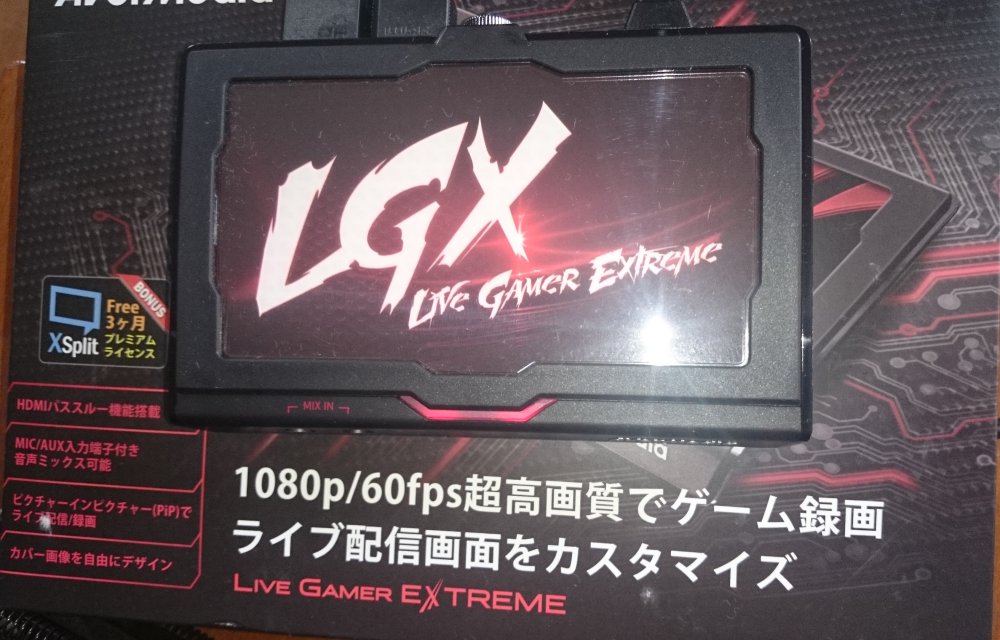 AVerMedia
LGX
LIVE GAMER EXTREME
BONUS
Free
3ヶ月
プレミアム
ライセンス
XSplit
MIX IN
HDMIパススルー機能搭載
MIC/AUX入力端子付き
音声ミックス可能
ピクチャーインピクチャー(PiP)で
ライブ配信/録画
カバー画像を自由にデザイン
1080p/60fps超高画質でゲーム録画
ライブ配信画面をカスタマイズ
LIVE GAMER EXTREME